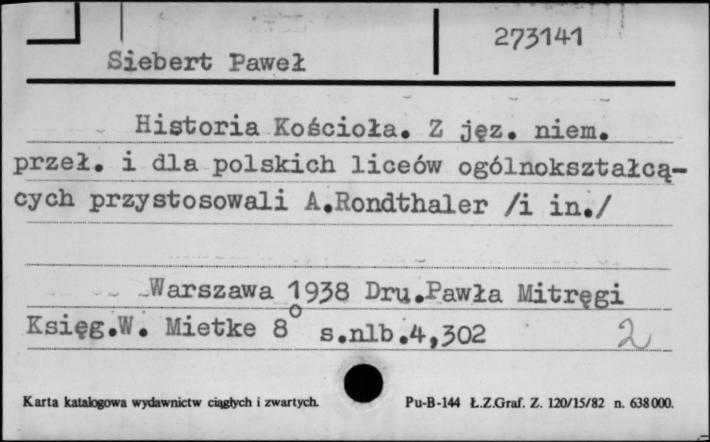 273141
Siebert Paweł
Historia Kościoła. Z jęz. niem.
przeł. i dla polskich liceów ogólnokształcą-
cych przystosowali A.Rondthaler /i in./
Warszawa 1938 Dru.Pawła Mitręgi
Księg.W. Mietke 8° s.nlb.4,302
2
Karta katalogowa wydawnictw ciągłych i zwartych. Pu-B-144 Ł.Z.Graf. Z. 120/15/82 n. 638000.